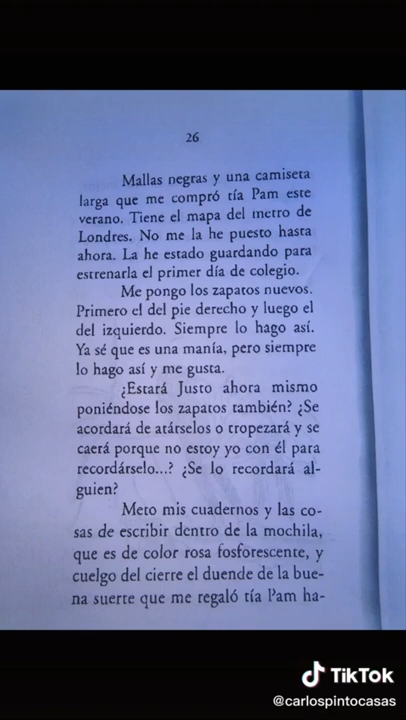 26
Mallas negras y una camiseta
larga que me compró tía Pam este
verano. Tiene el mapa del metro de
Londres. No me la he puesto hasta
ahora. La he estado guardando para
estrenarla el primer día de colegio.
Me pongo los zapatos nuevos.
Primero el del pie derecho y luego el
del izquierdo. Siempre lo hago así.
Ya sé que es una manía, pero siempre
lo hago así y me gusta.
¿Estará Justo ahora mismo
poniéndose los zapatos también? ¿Se
acordará de atárselos o tropezará y se
caerá porque no estoy yo con él para
recordárselo...? ¿Se lo recordará al-
guien?
Meto mis cuadernos y las co-
sas de escribir dentro de la mochila,
que es de color rosa fosforescente, y
cuelgo del cierre el duende de la bue-
na suerte que me regaló tía Pam ha-
TikTok
@carlospintocasas